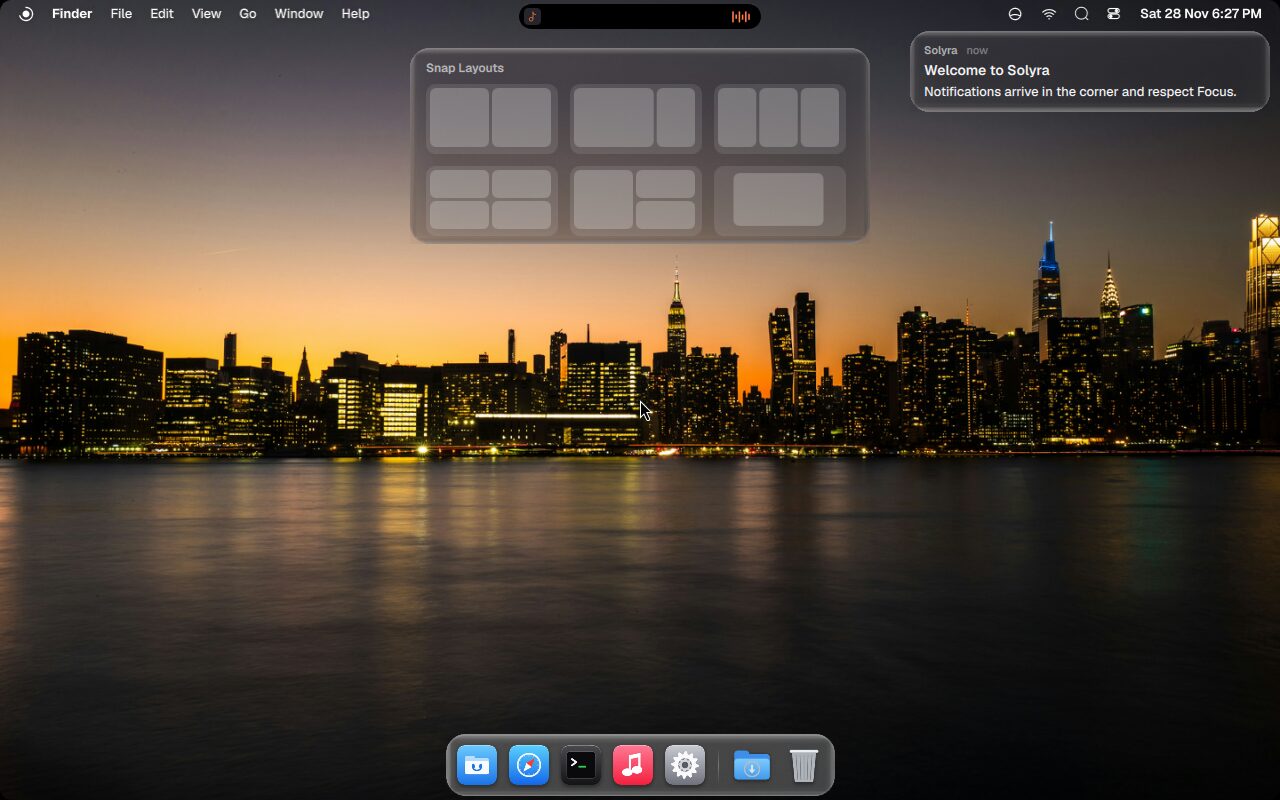 Finder File Edit View Go Window Help
Sat 28 Nov 6:27 PM
Snap Layouts
Solyra now
Welcome to Solyra
Notifications arrive in the corner and respect Focus.